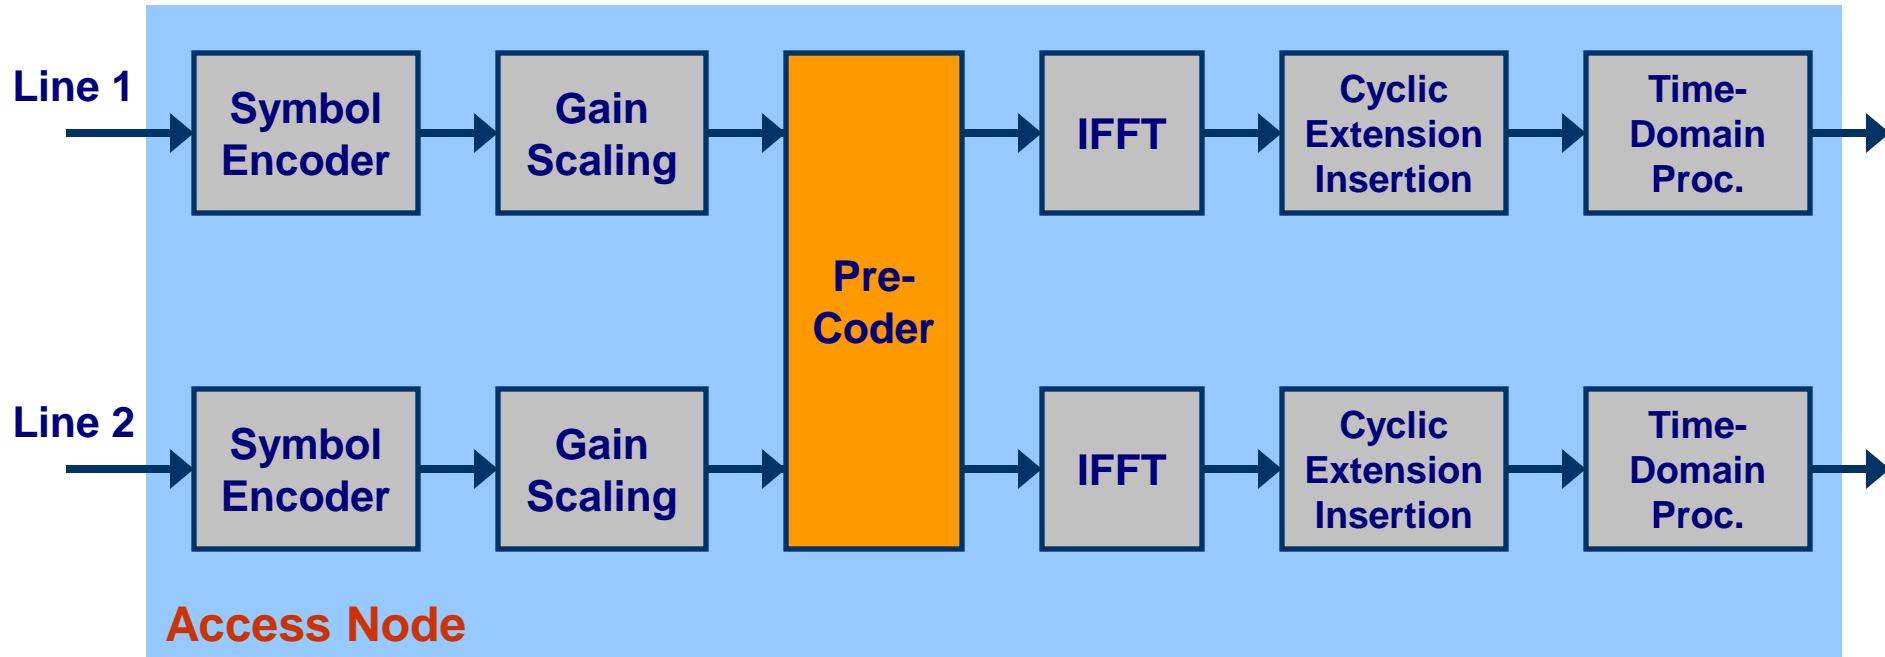 Line 1
Symbol
Encoder
Gain
Scaling
Pre-
Coder
IFFT
Cyclic
Extension
Insertion
Time-
Domain
Proc.
Line 2
Symbol
Encoder
Gain
Scaling
IFFT
Cyclic
Extension
Insertion
Time-
Domain
Proc.
Access Node